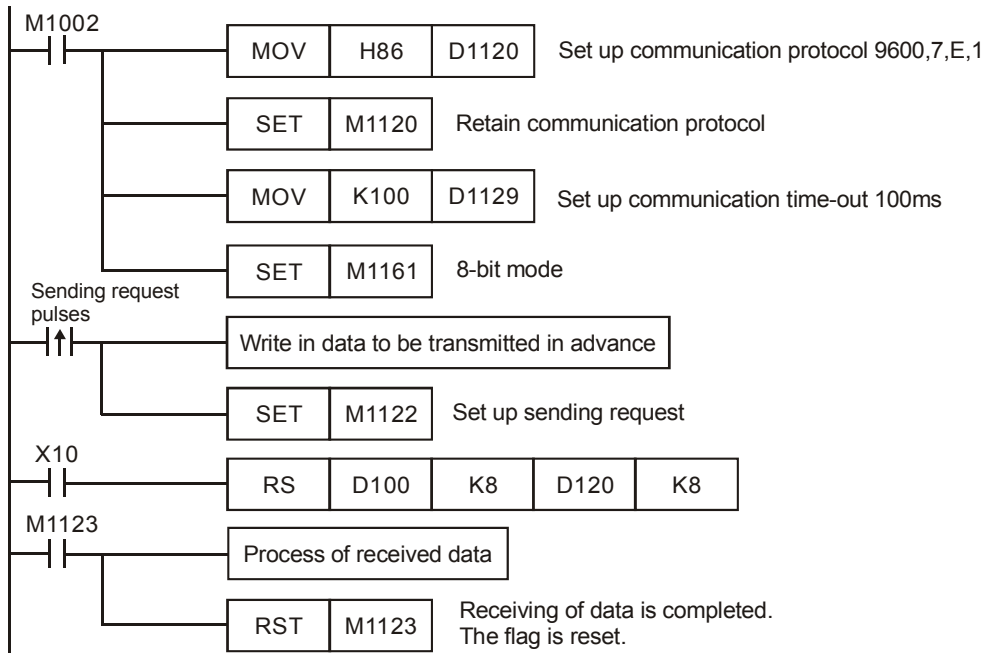 M1002
MOV H86 D1120 Set up communication protocol 9600,7,E,1
SET M1120 Retain communication protocol
MOV K100 D1129 Set up communication time-out 100ms
SET M1161 8-bit mode
Sending request
pulses
Write in data to be transmitted in advance
SET M1122 Set up sending request
X10
RS D100 K8 D120 K8
M1123
Process of received data
RST M1123 Receiving of data is completed.
The flag is reset.